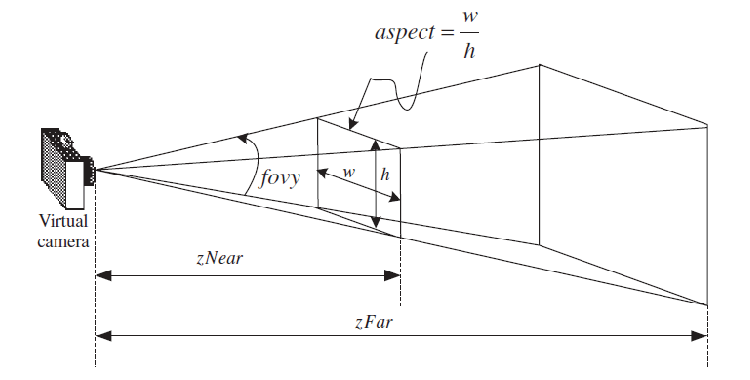 aspect = w
h
fovy
w
h
Virtual
camera
zNear
zFar